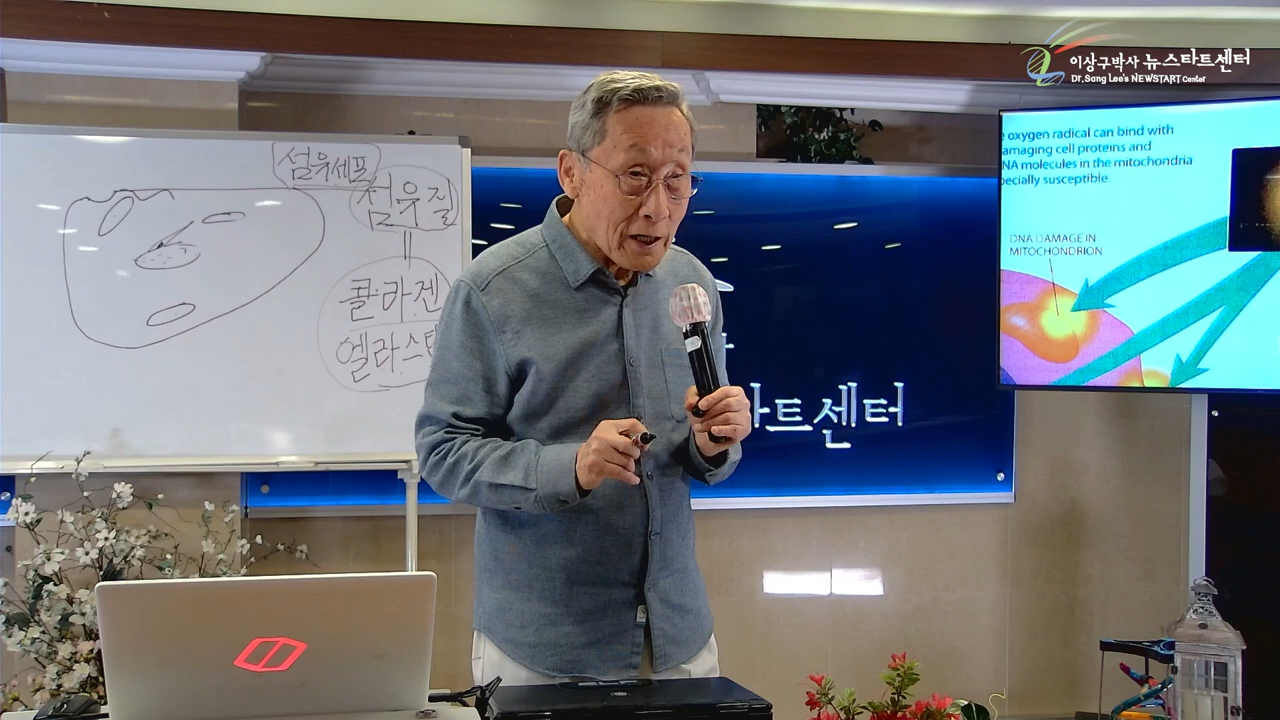 이상구박사 뉴스타트센터
Dr. Sang Lee's NEWSTART Center
섬유세포
섬유질
콜라겐
엘라스
oxygen radical can bind with
amaging cell proteins and
NA molecules in the mitochondria
pecially susceptible.
DNA DAMAGE IN
MITOCHONDRION
트센터